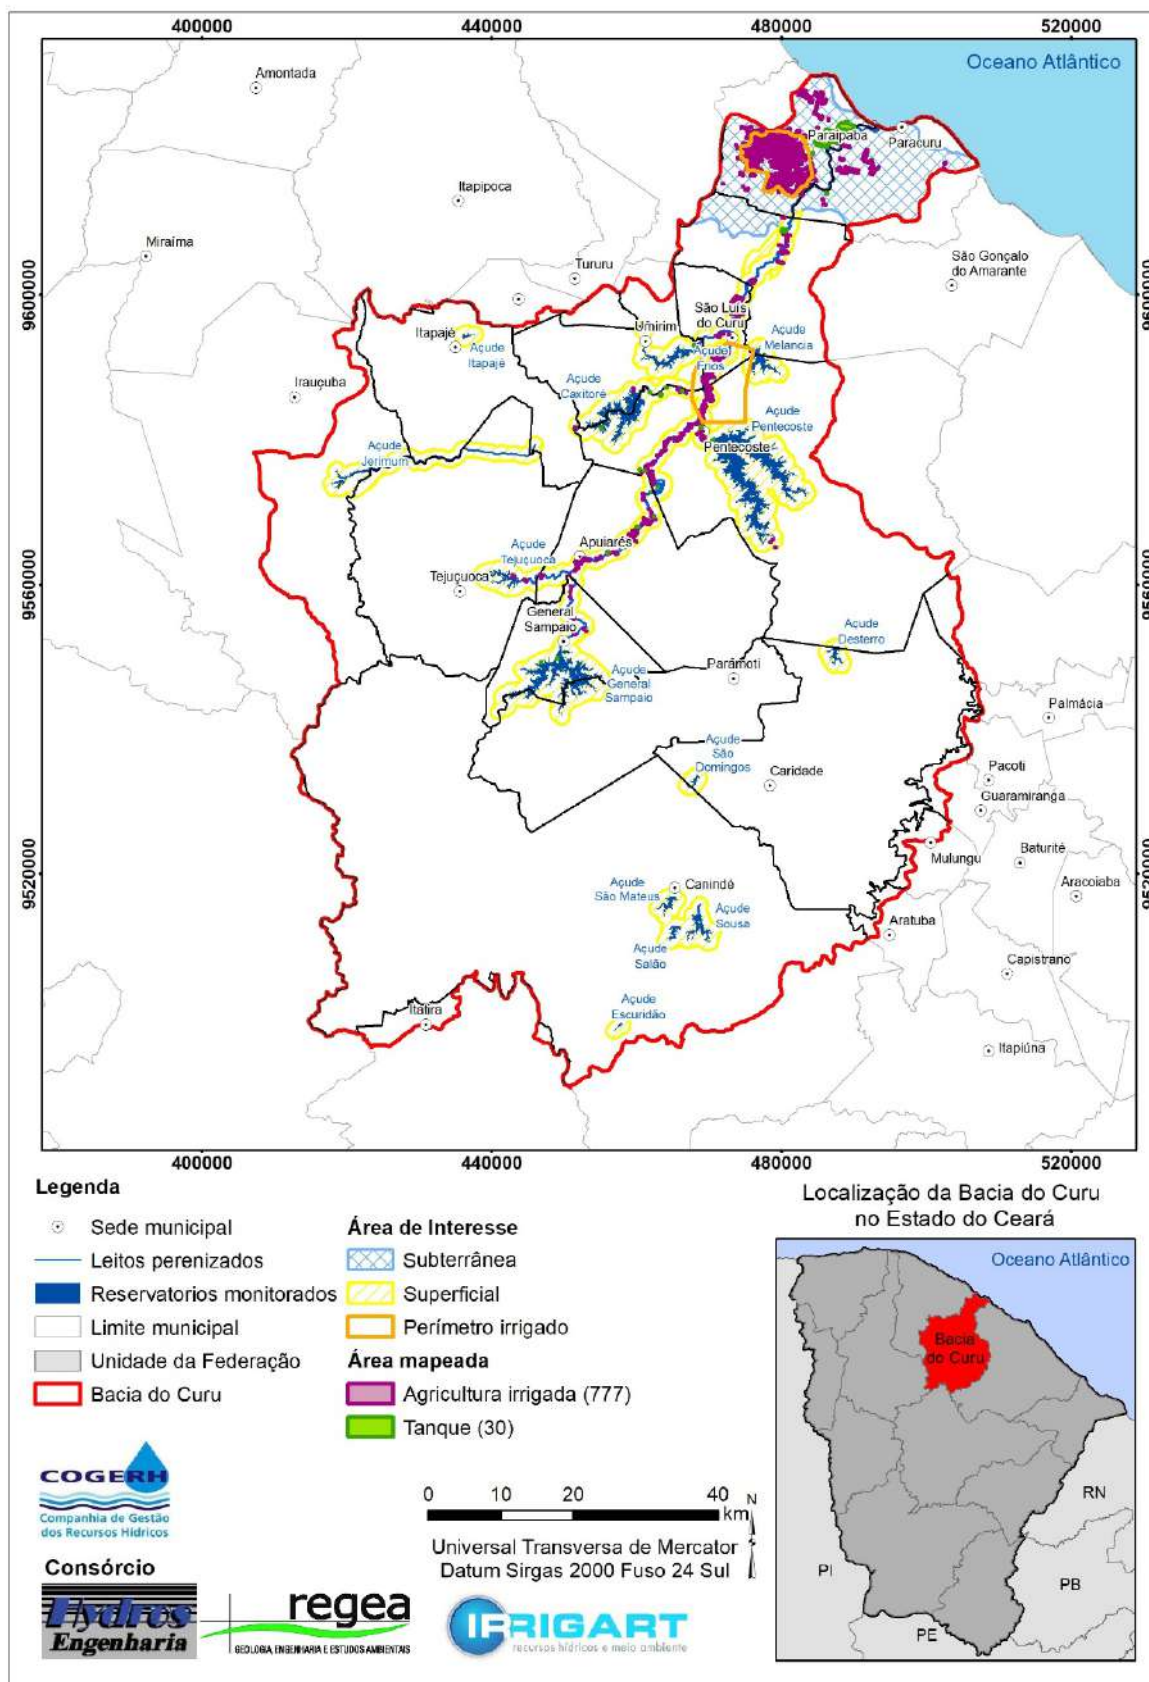 400000
440000
480000
520000
Oceano Atlântico
Amontada
Paraipaba
Paracuru
Itapipoca
Miraíma
São Gonçalo
do Amarante
Tururu
9600000
9600000
São Luís
do Curu
Umirim
Itapajé
Açude
Itapajé
Açude
Melancia
Açude
Frios
Irauçuba
Açude
Caxitoré
Açude
Pentecoste
Pentecoste
Açude
Jerimum
Apuiarés
Açude
Tejuçuoca
Tejuçuoca
9560000
9560000
General
Sampaio
Açude
Desterro
Açude
General
Sampaio
Paramoti
Palmácia
Açude
São
Domingos
Caridade
Pacoti
Guaramiranga
Mulungu
Baturité
9520000
9520000
Aracoiaba
Açude
São Mateus
Canindé
Açude
Sousa
Aratuba
Açude
Salão
Capistrano
Açude
Escuridão
Itatira
Itapiúna
400000
440000
480000
520000
Legenda
Sede municipal
Leitos perenizados
Reservatorios monitorados
Limite municipal
Unidade da Federação
Bacia do Curu
Área de Interesse
Subterrânea
Superficial
Perímetro irrigado
Área mapeada
Agricultura irrigada (777)
Tanque (30)
Localização da Bacia do Curu
no Estado do Ceará
Oceano Atlântico
Bacia
do Curu
RN
PB
PI
PE
COGERH
Companhia de Gestão
dos Recursos Hídricos
0 10 20 40
km
N
Universal Transversa de Mercator
Datum Sirgas 2000 Fuso 24 Sul
Consórcio
Hydros
Engenharia
regea
GEOLOGIA, ENGENHARIA E ESTUDOS AMBIENTAIS
IRRIGART
recursos hídricos e meio ambiente